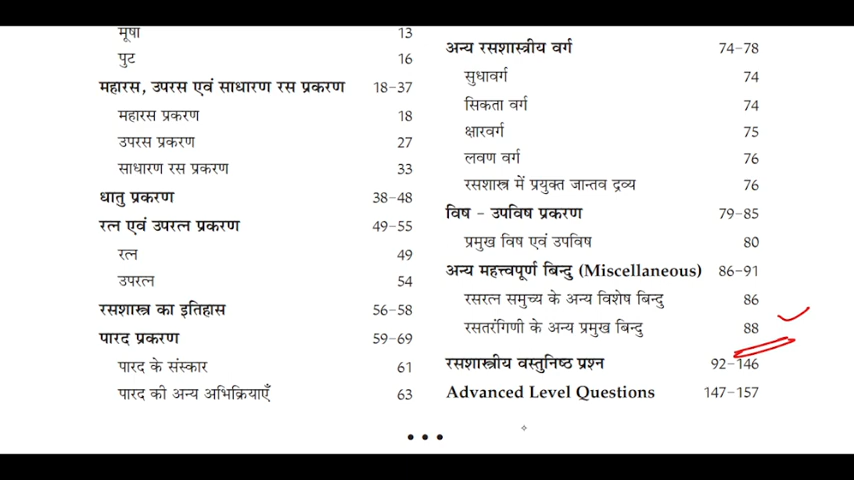 मूषा 13
पुट 16
महारस, उपरस एवं साधारण रस प्रकरण 18-37
महारस प्रकरण 18
उपरस प्रकरण 27
साधारण रस प्रकरण 33
धातु प्रकरण 38-48
रत्न एवं उपरत्न प्रकरण 49-55
रत्न 49
उपरत्न 54
रसशास्त्र का इतिहास 56-58
पारद प्रकरण 59-69
पारद के संस्कार 61
पारद की अन्य अभिक्रियाएँ 63
अन्य रसशास्त्रीय वर्ग 74-78
सुधावर्ग 74
सिकता वर्ग 74
क्षारवर्ग 75
लवण वर्ग 76
रसशास्त्र में प्रयुक्त जान्तव द्रव्य 76
विष - उपविष प्रकरण 79-85
प्रमुख विष एवं उपविष 80
अन्य महत्त्वपूर्ण बिन्दु (Miscellaneous) 86-91
रसरत्न समुच्य के अन्य विशेष बिन्दु 86
रसतरंगिणी के अन्य प्रमुख बिन्दु 88
रसशास्त्रीय वस्तुनिष्ठ प्रश्न 92-146
Advanced Level Questions 147-157